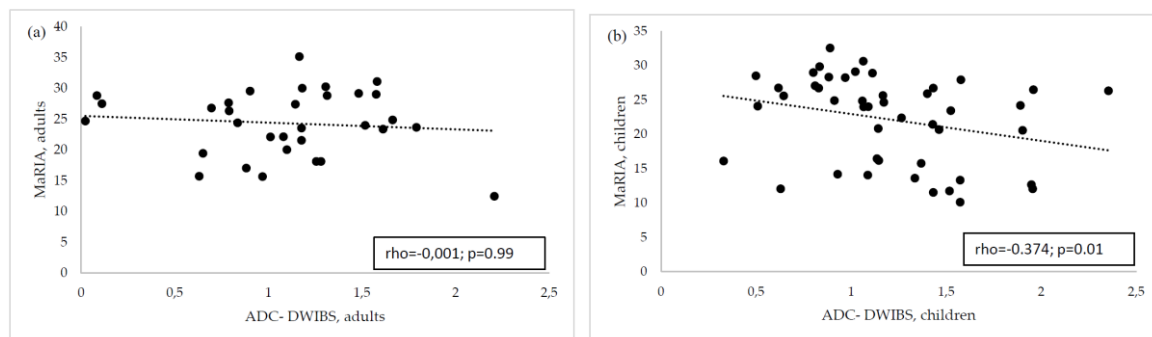 (a)
MaRIA, adults
40
35
30
25
20
15
10
5
0
0 0,5 1 1,5 2 2,5
ADC- DWIBS, adults
rho=-0,001; p=0.99
(b)
MaRIA, children
35
30
25
20
15
10
5
0
0 0,5 1 1,5 2 2,5
ADC- DWIBS, children
rho=-0.374; p=0.01